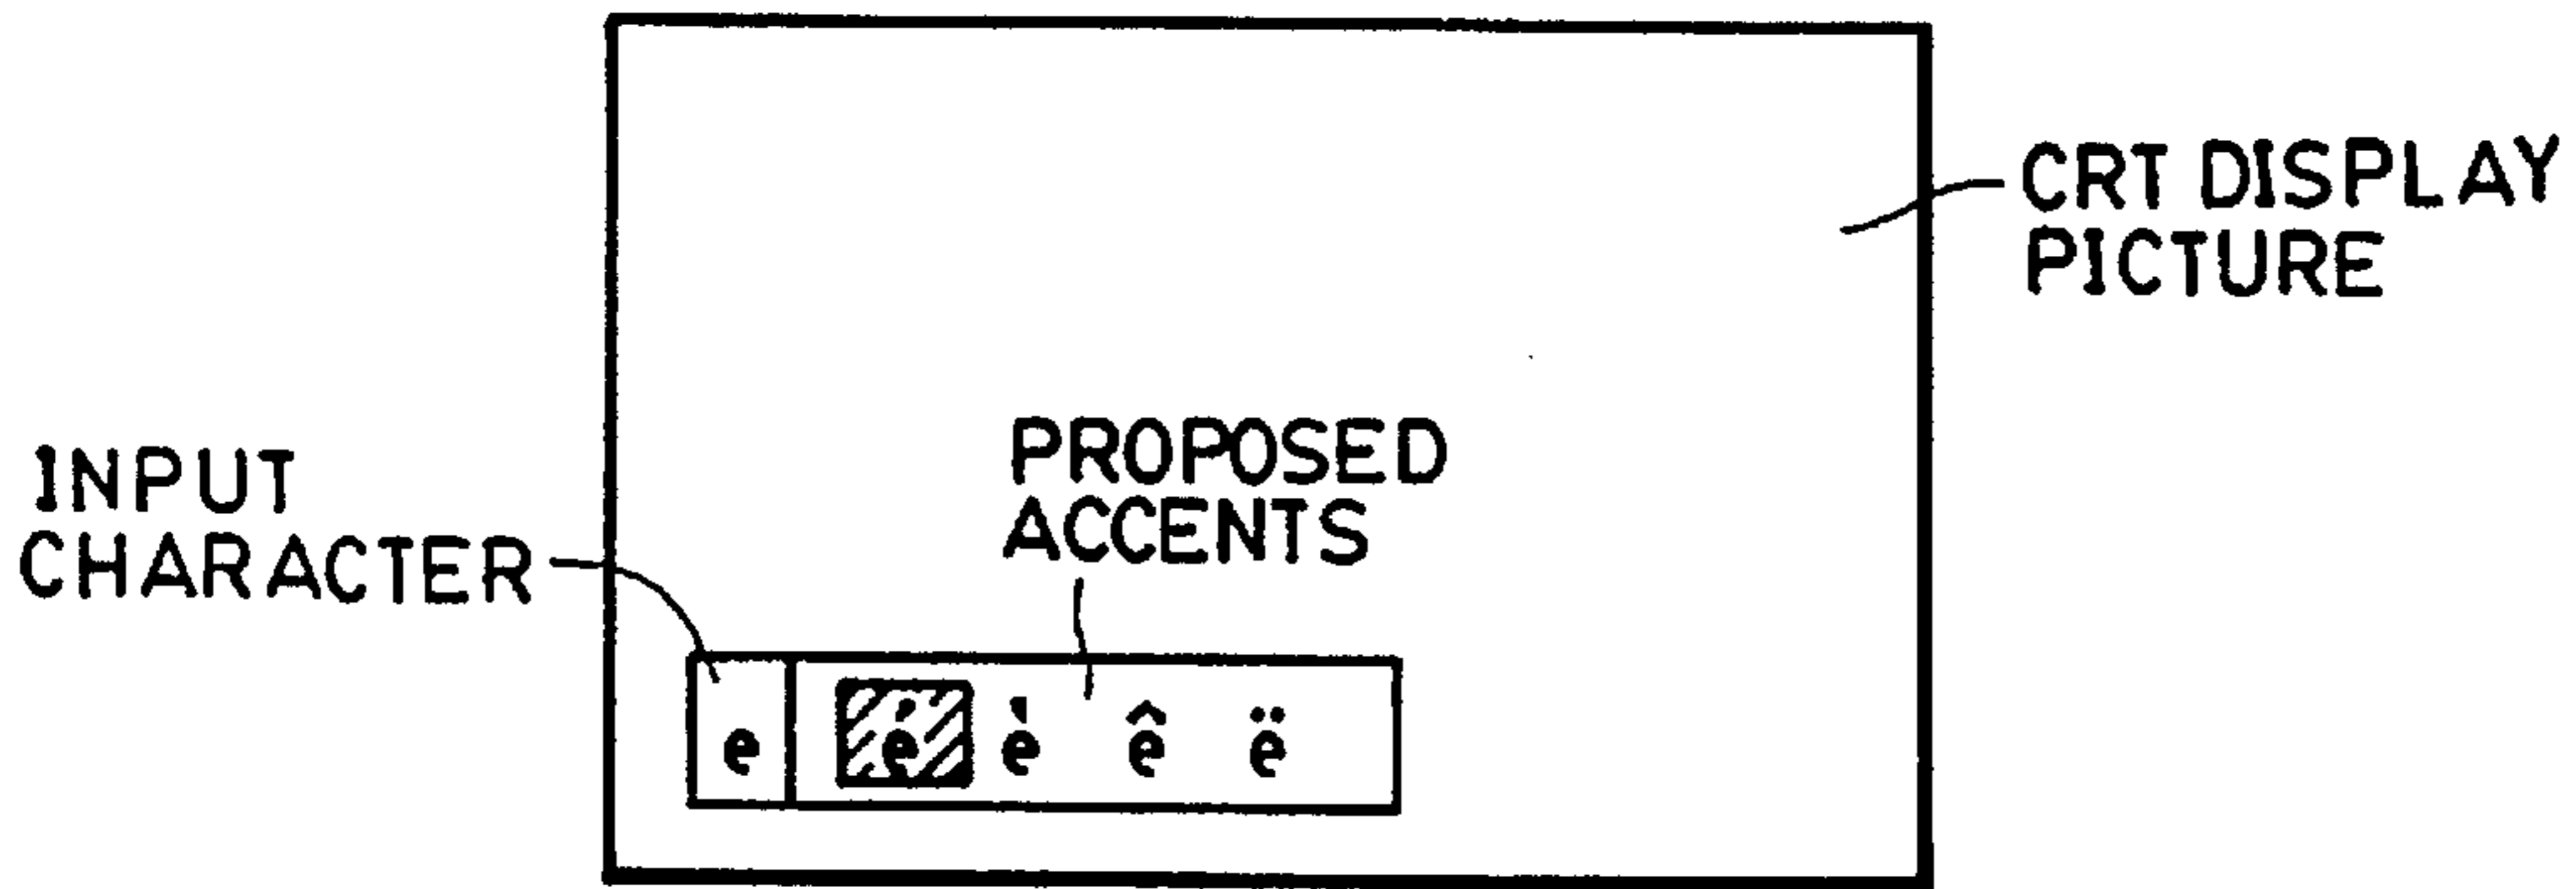 CRT DISPLAY
PICTURE
PROPOSED
ACCENTS
INPUT
CHARACTER
e é è ê ë